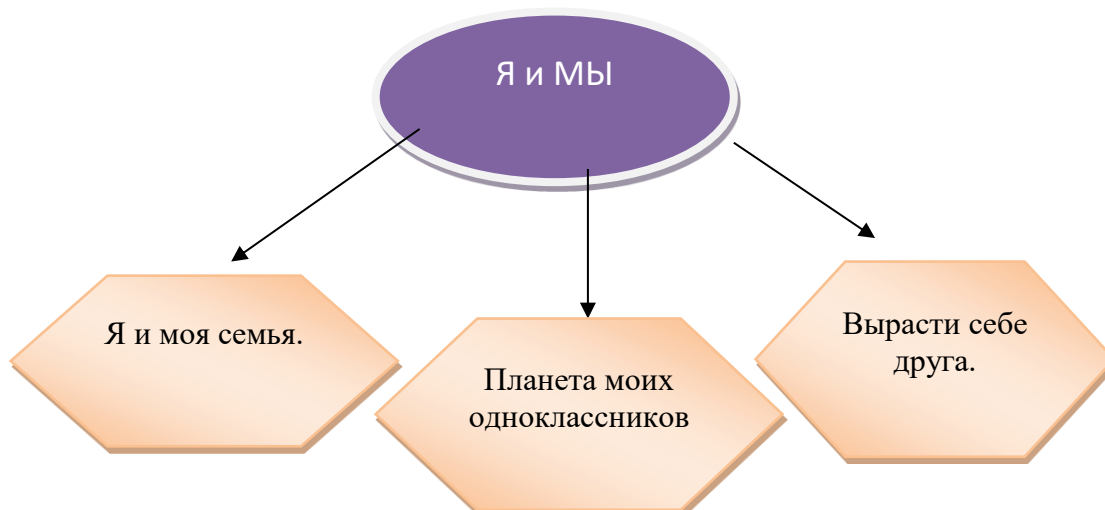 Я и МЫ
Я и моя семья.
Планета моих
одноклассников
Вырасти себе
друга.